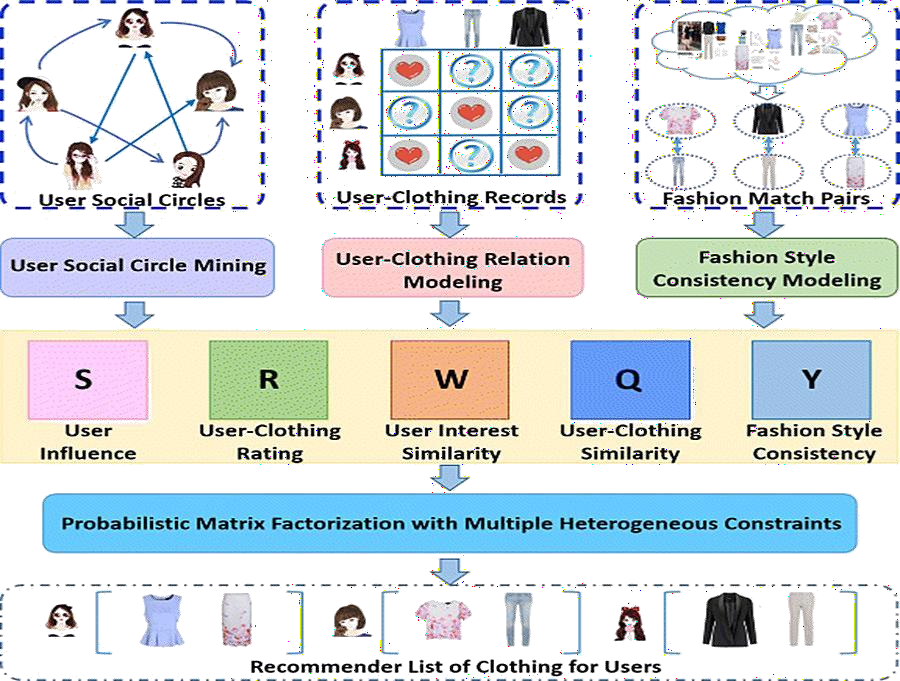 User Social Circles
User-Clothing Records
Fashion Match Pairs
User Social Circle Mining
User-Clothing Relation
Modeling
Fashion Style
Consistency Modeling
S
R
W
Q
Y
User
Influence
User-Clothing
Rating
User Interest
Similarity
User-Clothing
Similarity
Fashion Style
Consistency
Probabilistic Matrix Factorization with Multiple Heterogeneous Constraints
Recommender List of Clothing for Users